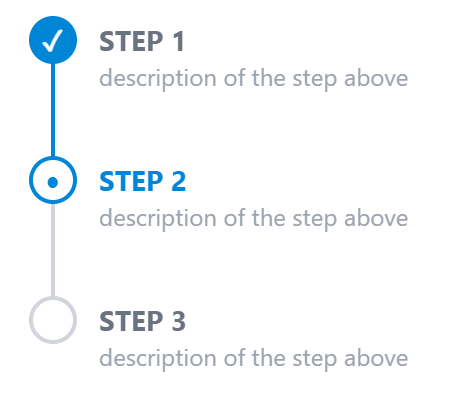 STEP 1
description of the step above
STEP 2
description of the step above
STEP 3
description of the step above